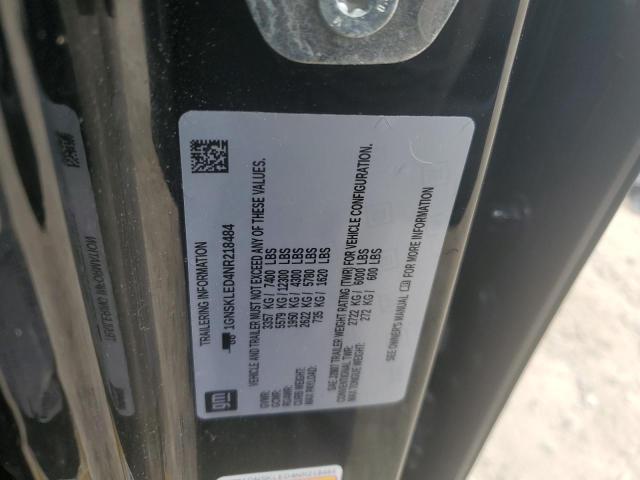 gm
TRAILERING INFORMATION
1GNSKLED4NR218484
VEHICLE AND TRAILER MUST NOT EXCEED ANY OF THESE VALUES.
GVWR: 3357 KG / 7400 LBS
GCWR: 5579 KG / 12300 LBS
RGAWR: 1950 KG / 4300 LBS
CURB WEIGHT: 2622 KG / 5780 LBS
MAX PAYLOAD: 735 KG / 1620 LBS
SAE J2807 TRAILER WEIGHT RATING (TWR) FOR VEHICLE CONFIGURATION.
CONVENTIONAL TWR: 2722 KG / 6000 LBS
MAX TONGUE WEIGHT: 272 KG / 600 LBS
SEE OWNER'S MANUAL FOR MORE INFORMATION